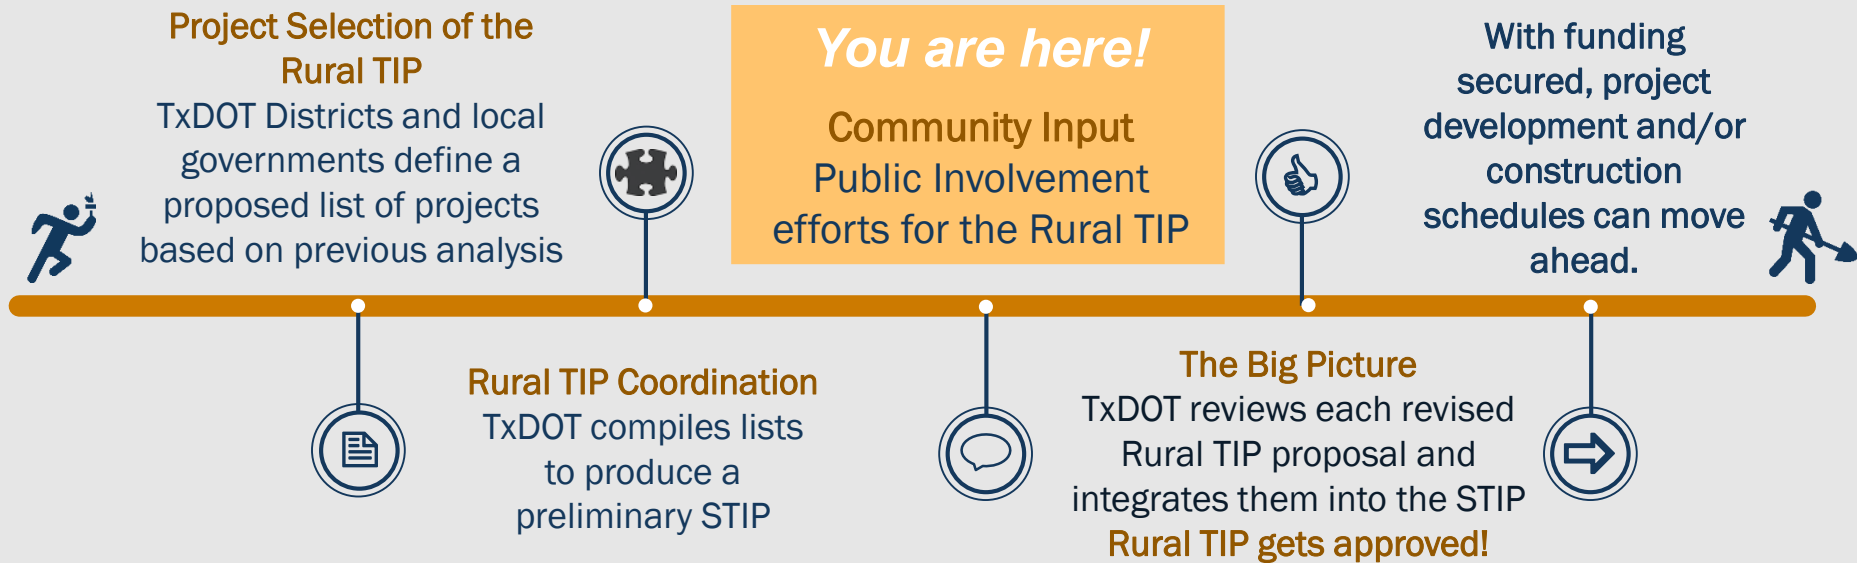 Project Selection of the
Rural TIP
TxDOT Districts and local
governments define a
proposed list of projects
based on previous analysis
Rural TIP Coordination
TxDOT compiles lists
to produce a
preliminary STIP
You are here!
Community Input
Public Involvement
efforts for the Rural TIP
The Big Picture
TxDOT reviews each revised
Rural TIP proposal and
integrates them into the STIP
Rural TIP gets approved!
With funding
secured, project
development and/or
construction
schedules can move
ahead.